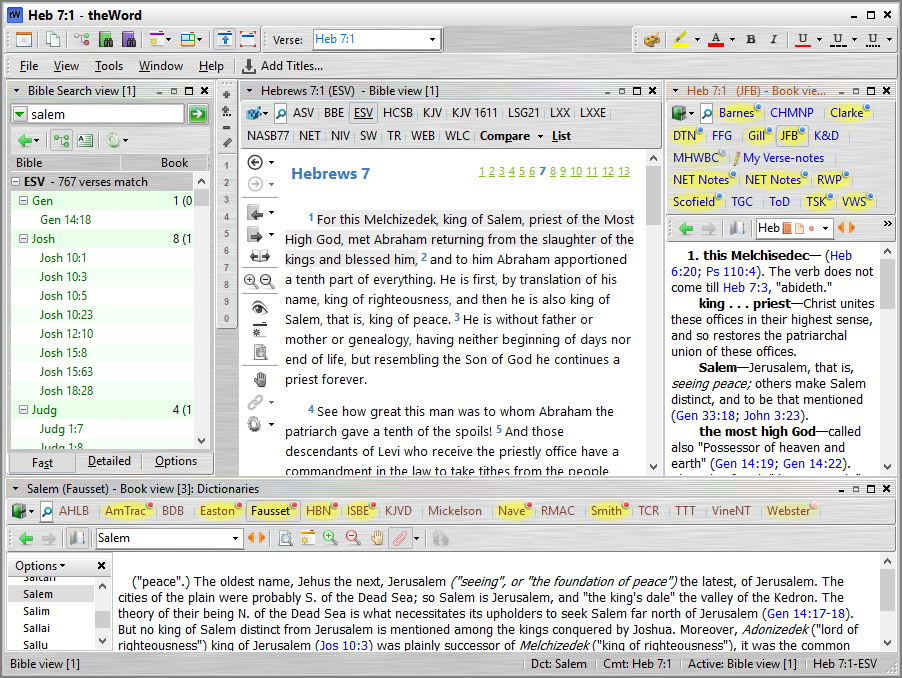 tW Heb 7:1 - theWord
Verse: Heb 7:1
B I U U U
File View Tools Window Help Add Titles...
Bible Search view [1]
salem
Bible Book
ESV - 767 verses match
Gen 1 (0
Gen 14:18
Josh 8 (1
Josh 10:1
Josh 10:3
Josh 10:5
Josh 10:23
Josh 12:10
Josh 15:8
Josh 15:63
Josh 18:28
Judg 4 (1
Judg 1:7
Judg 1:8
Fast Detailed Options
1
2
3
4
5
6
7
8
9
0
Hebrews 7:1 (ESV) - Bible view [1]
ASV BBE ESV HCSB KJV KJV 1611 LSG21 LXX LXXE
NASB77 NET NIV SW TR WEB WLC Compare List
Hebrews 7 1 2 3 4 5 6 7 8 9 10 11 12 13
1 For this Melchizedek, king of Salem, priest of the Most
High God, met Abraham returning from the slaughter of the
kings and blessed him, 2 and to him Abraham apportioned
a tenth part of everything. He is first, by translation of his
name, king of righteousness, and then he is also king of
Salem, that is, king of peace. 3 He is without father or
mother or genealogy, having neither beginning of days nor
end of life, but resembling the Son of God he continues a
priest forever.
4 See how great this man was to whom Abraham the
patriarch gave a tenth of the spoils! 5 And those
descendants of Levi who receive the priestly office have a
commandment in the law to take tithes from the people
Heb 7:1 (JFB) - Book vie...
Barnes CHMNP Clarke
DTN FFG Gill JFB K&D
MHWBC My Verse-notes
NET Notes NET Notes RWP
Scofield TGC ToD TSK VWS
Heb »
1. this Melchisedec— (Heb
6:20; Ps 110:4). The verb does not
come till Heb 7:3, "abideth."
king . . . priest—Christ unites
these offices in their highest sense,
and so restores the patriarchal
union of these offices.
Salem—Jerusalem, that is,
seeing peace; others make Salem
distinct, and to be that mentioned
(Gen 33:18; John 3:23).
the most high God—called
also "Possessor of heaven and
earth" (Gen 14:19; Gen 14:22).
Salem (Fausset) - Book view [3]: Dictionaries
AHLB AmTrac BDB Easton Fausset HBN ISBE KJVD Mickelson Nave RMAC Smith TCR TTT VineNT Webster
Salem
Options
Salem
Salim
Sallai
Sallu
("peace".) The oldest name, Jehus the next, Jerusalem ("seeing", or "the foundation of peace") the latest, of Jerusalem. The
cities of the plain were probably S. of the Dead Sea; so Salem is Jerusalem, and "the king's dale" the valley of the Kedron. The
theory of their being N. of the Dead Sea is what necessitates its upholders to seek Salem far north of Jerusalem (Gen 14:17-18).
But no king of Salem distinct from Jerusalem is mentioned among the kings conquered by Joshua. Moreover, Adonizedek ("lord of
righteousness") king of Jerusalem (Jos 10:3) was plainly successor of Melchizedek ("king of righteousness"), it was the common
Bible view [1] Dct: Salem Cmt: Heb 7:1 Active: Bible view [1] Heb 7:1-ESV